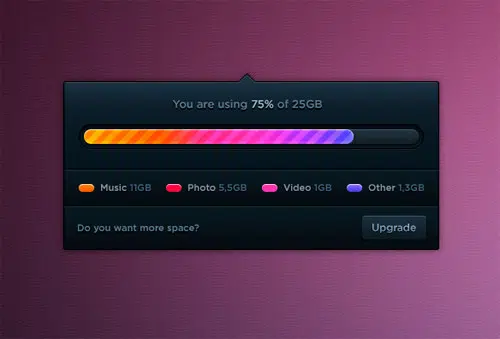 You are using 75% of 25GB
Music 11GB Photo 5,5GB Video 1GB Other 1,3GB
Do you want more space? Upgrade